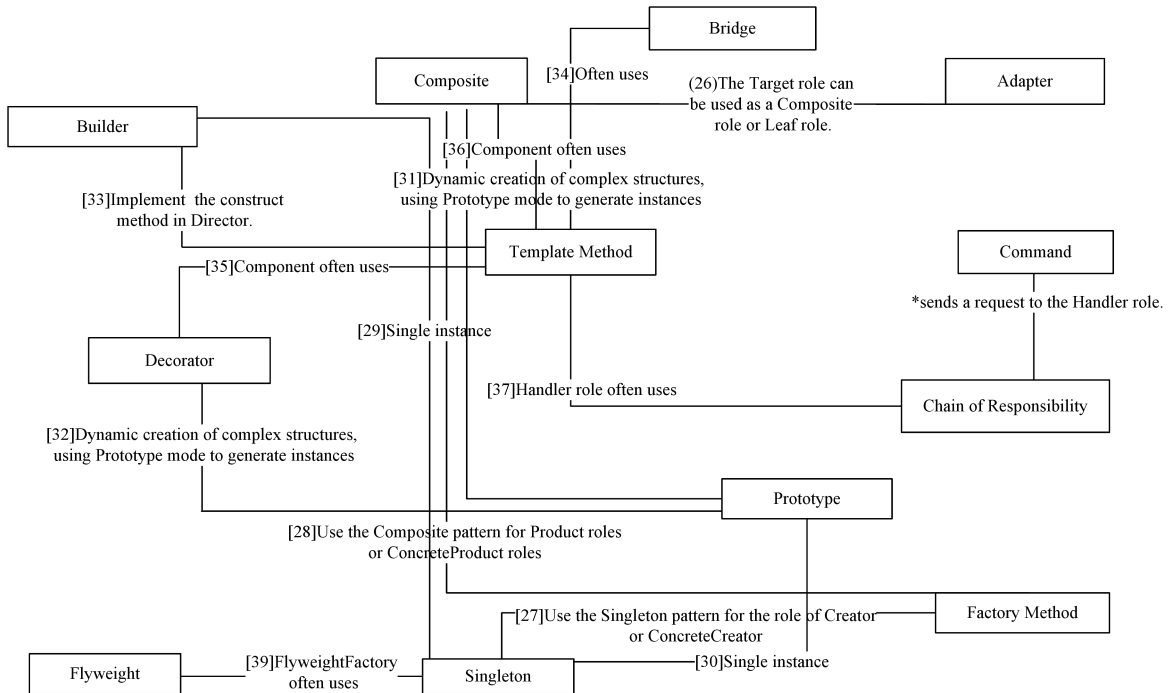 Bridge
[34]Often uses
Composite
(26)The Target role can
be used as a Composite
role or Leaf role.
Adapter
Builder
[36]Component often uses
[31]Dynamic creation of complex structures,
using Prototype mode to generate instances
[33]Implement the construct
method in Director.
Template Method
Command
[35]Component often uses
*sends a request to the Handler role.
[29]Single instance
Decorator
[37]Handler role often uses
Chain of Responsibility
[32]Dynamic creation of complex structures,
using Prototype mode to generate instances
Prototype
[28]Use the Composite pattern for Product roles
or ConcreteProduct roles
[27]Use the Singleton pattern for the role of Creator
or ConcreteCreator
Factory Method
[39]FlyweightFactory
often uses
[30]Single instance
Flyweight
Singleton